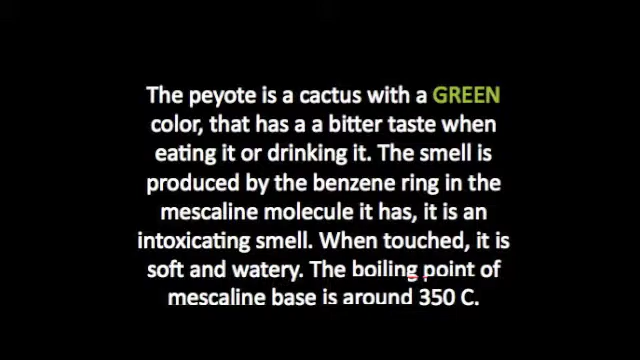 The peyote is a cactus with a GREEN
color, that has a a bitter taste when
eating it or drinking it. The smell is
produced by the benzene ring in the
mescaline molecule it has, it is an
intoxicating smell. When touched, it is
soft and watery. The boiling point of
mescaline base is around 350 C.